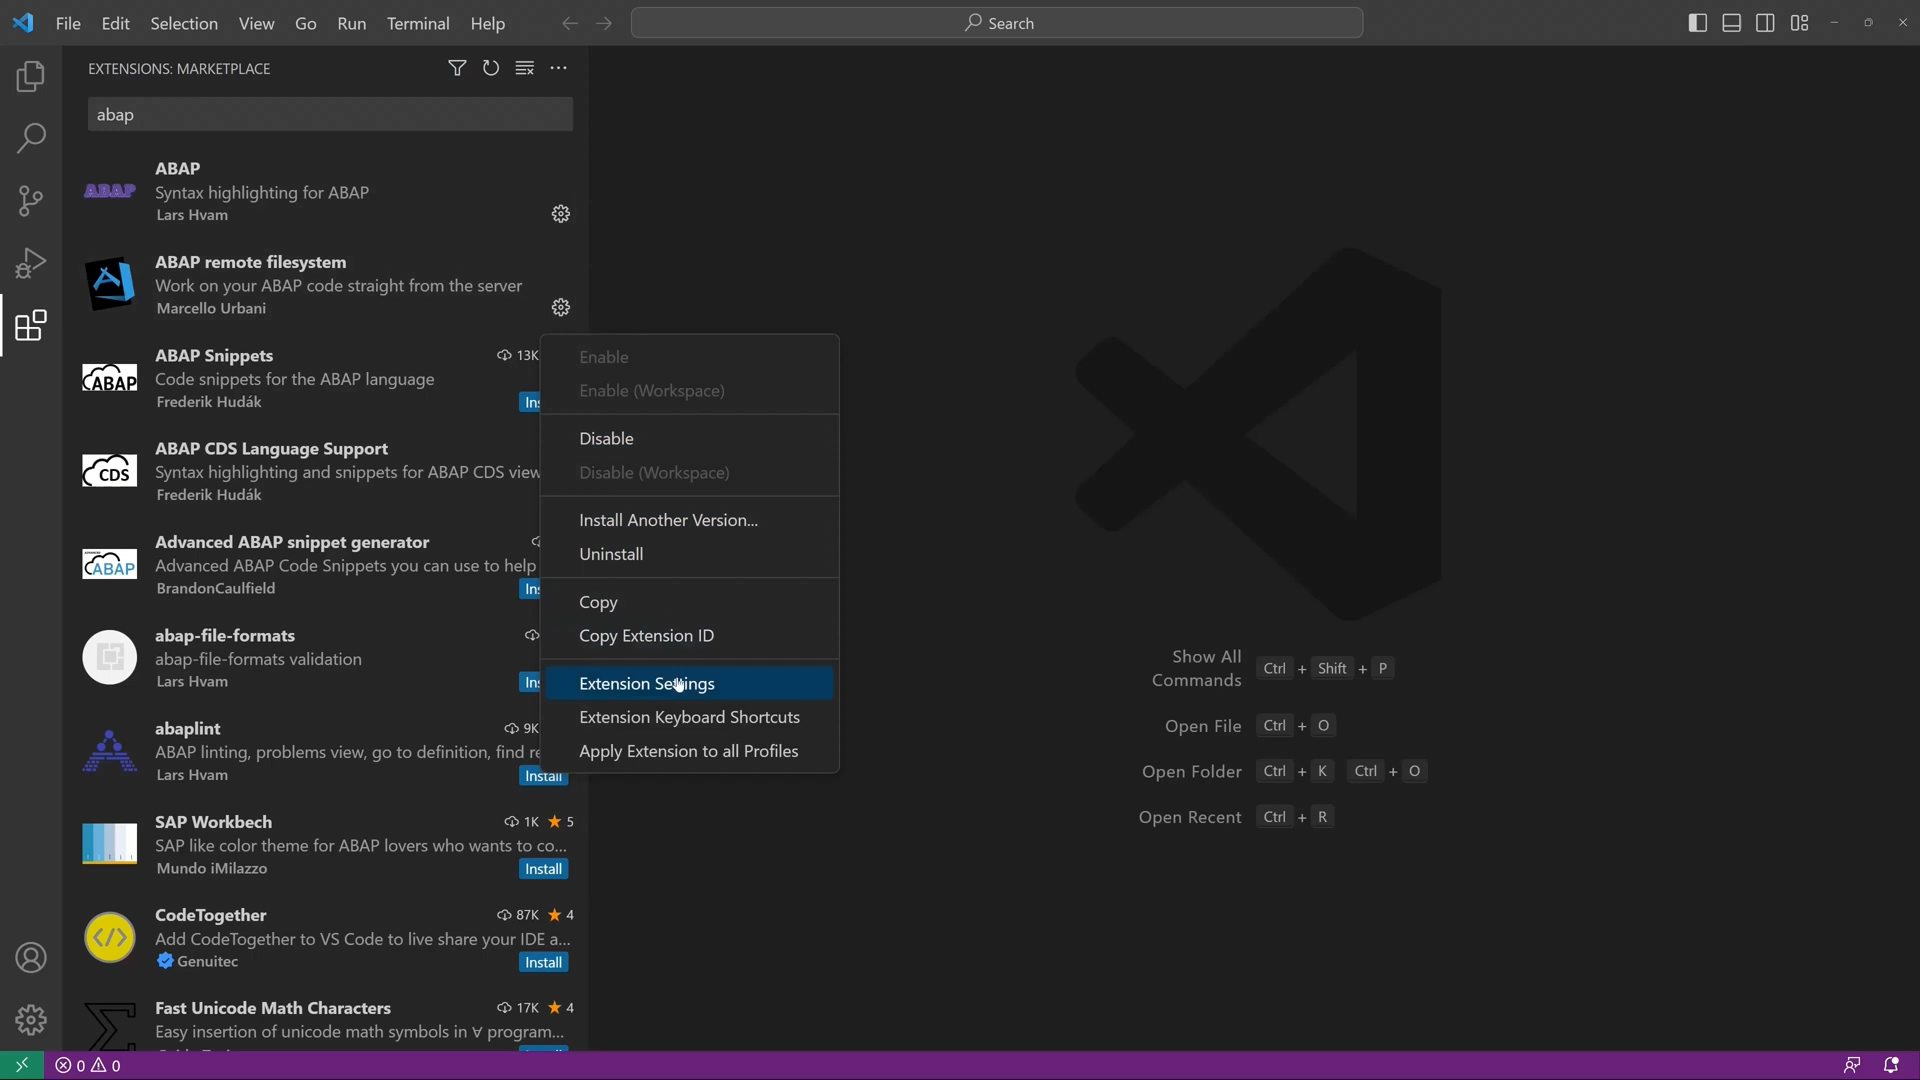 File Edit Selection View Go Run Terminal Help
Search
EXTENSIONS: MARKETPLACE
abap
ABAP
ABAP
Syntax highlighting for ABAP
Lars Hvam
ABAP remote filesystem
Work on your ABAP code straight from the server
Marcello Urbani
ABAP
ABAP Snippets 13K
Code snippets for the ABAP language
Frederik Hudák Ins
CDS
ABAP CDS Language Support
Syntax highlighting and snippets for ABAP CDS view
Frederik Hudák
ABAP
Advanced ABAP snippet generator
Advanced ABAP Code Snippets you can use to help
BrandonCaulfield Ins
abap-file-formats
abap-file-formats validation
Lars Hvam Ins
abaplint 9K
ABAP linting, problems view, go to definition, find re
Lars Hvam Install
SAP Workbech 1K ★ 5
SAP like color theme for ABAP lovers who wants to co...
Mundo iMilazzo Install
</>
CodeTogether 87K ★ 4
Add CodeTogether to VS Code to live share your IDE a...
Genuitec Install
Σ
Fast Unicode Math Characters 17K ★ 4
Easy insertion of unicode math symbols in ∀ program...
Enable
Enable (Workspace)
Disable
Disable (Workspace)
Install Another Version...
Uninstall
Copy
Copy Extension ID
Extension Settings
Extension Keyboard Shortcuts
Apply Extension to all Profiles
Show All Commands Ctrl + Shift + P
Open File Ctrl + O
Open Folder Ctrl + K Ctrl + O
Open Recent Ctrl + R
0 0